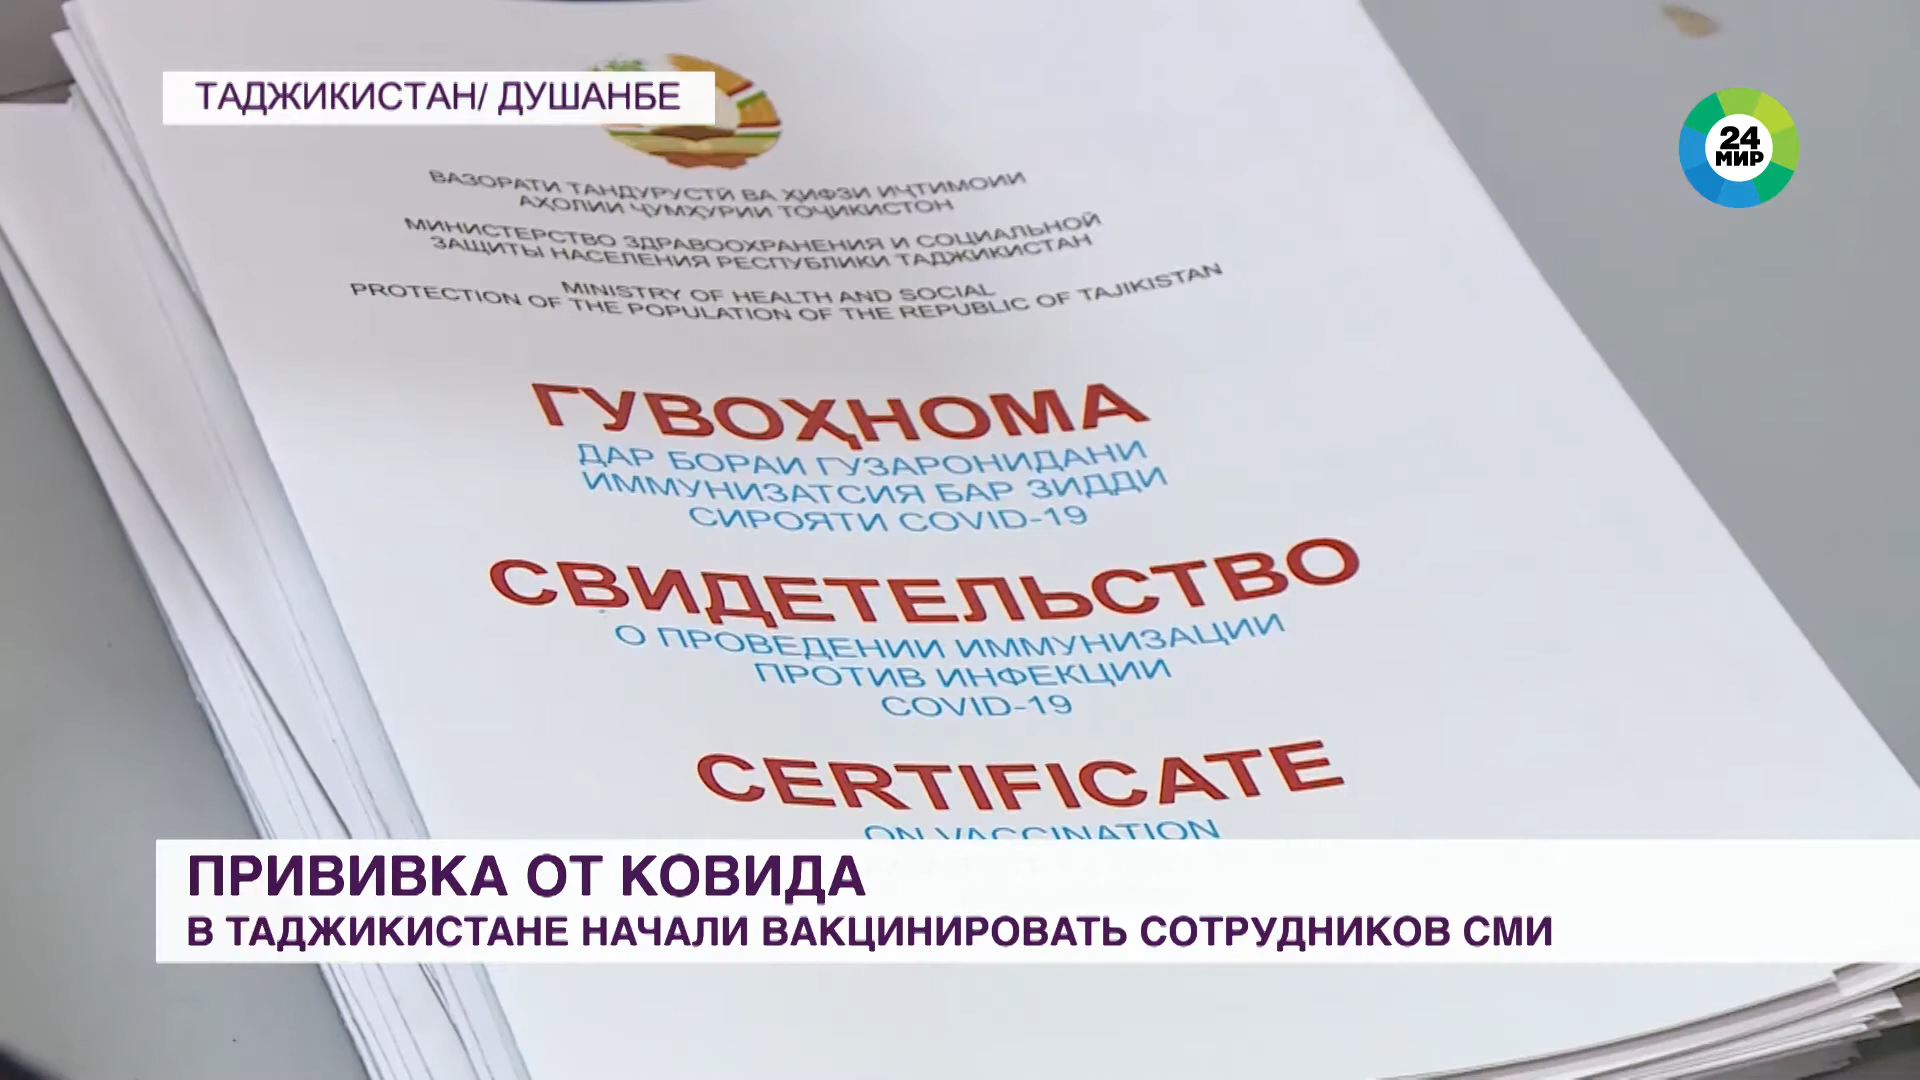 ТАДЖИКИСТАН/ ДУШАНБЕ
24
МИР
ВАЗОРАТИ ТАНДУРУСТӢ ВА ҲИФЗИ ИҶТИМОИИ
АҲОЛИИ ҶУМҲУРИИ ТОҶИКИСТОН
МИНИСТЕРСТВО ЗДРАВООХРАНЕНИЯ И СОЦИАЛЬНОЙ
ЗАЩИТЫ НАСЕЛЕНИЯ РЕСПУБЛИКИ ТАДЖИКИСТАН
MINISTRY OF HEALTH AND SOCIAL
PROTECTION OF THE POPULATION OF THE REPUBLIC OF TAJIKISTAN
ГУВОҲНОМА
ДАР БОРАИ ГУЗАРОНИДАНИ
ИММУНИЗАТСИЯ БАР ЗИДДИ
СИРОЯТИ COVID-19
СВИДЕТЕЛЬСТВО
О ПРОВЕДЕНИИ ИММУНИЗАЦИИ
ПРОТИВ ИНФЕКЦИИ
COVID-19
CERTIFICATE
ON VACCINATION
ПРИВИВКА ОТ КОВИДА
В ТАДЖИКИСТАНЕ НАЧАЛИ ВАКЦИНИРОВАТЬ СОТРУДНИКОВ СМИ